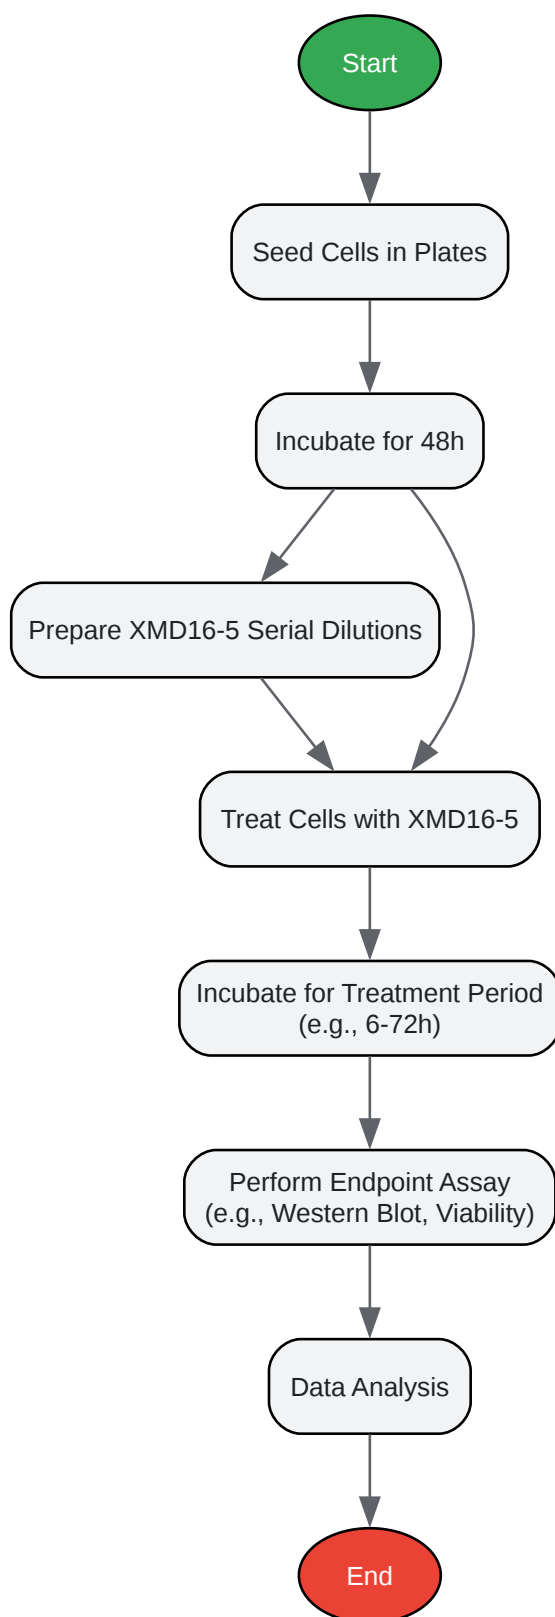 Start
Seed Cells in Plates
Incubate for 48h
Prepare XMD16-5 Serial Dilutions
Treat Cells with XMD16-5
Incubate for Treatment Period
(e.g., 6-72h)
Perform Endpoint Assay
(e.g., Western Blot, Viability)
Data Analysis
End